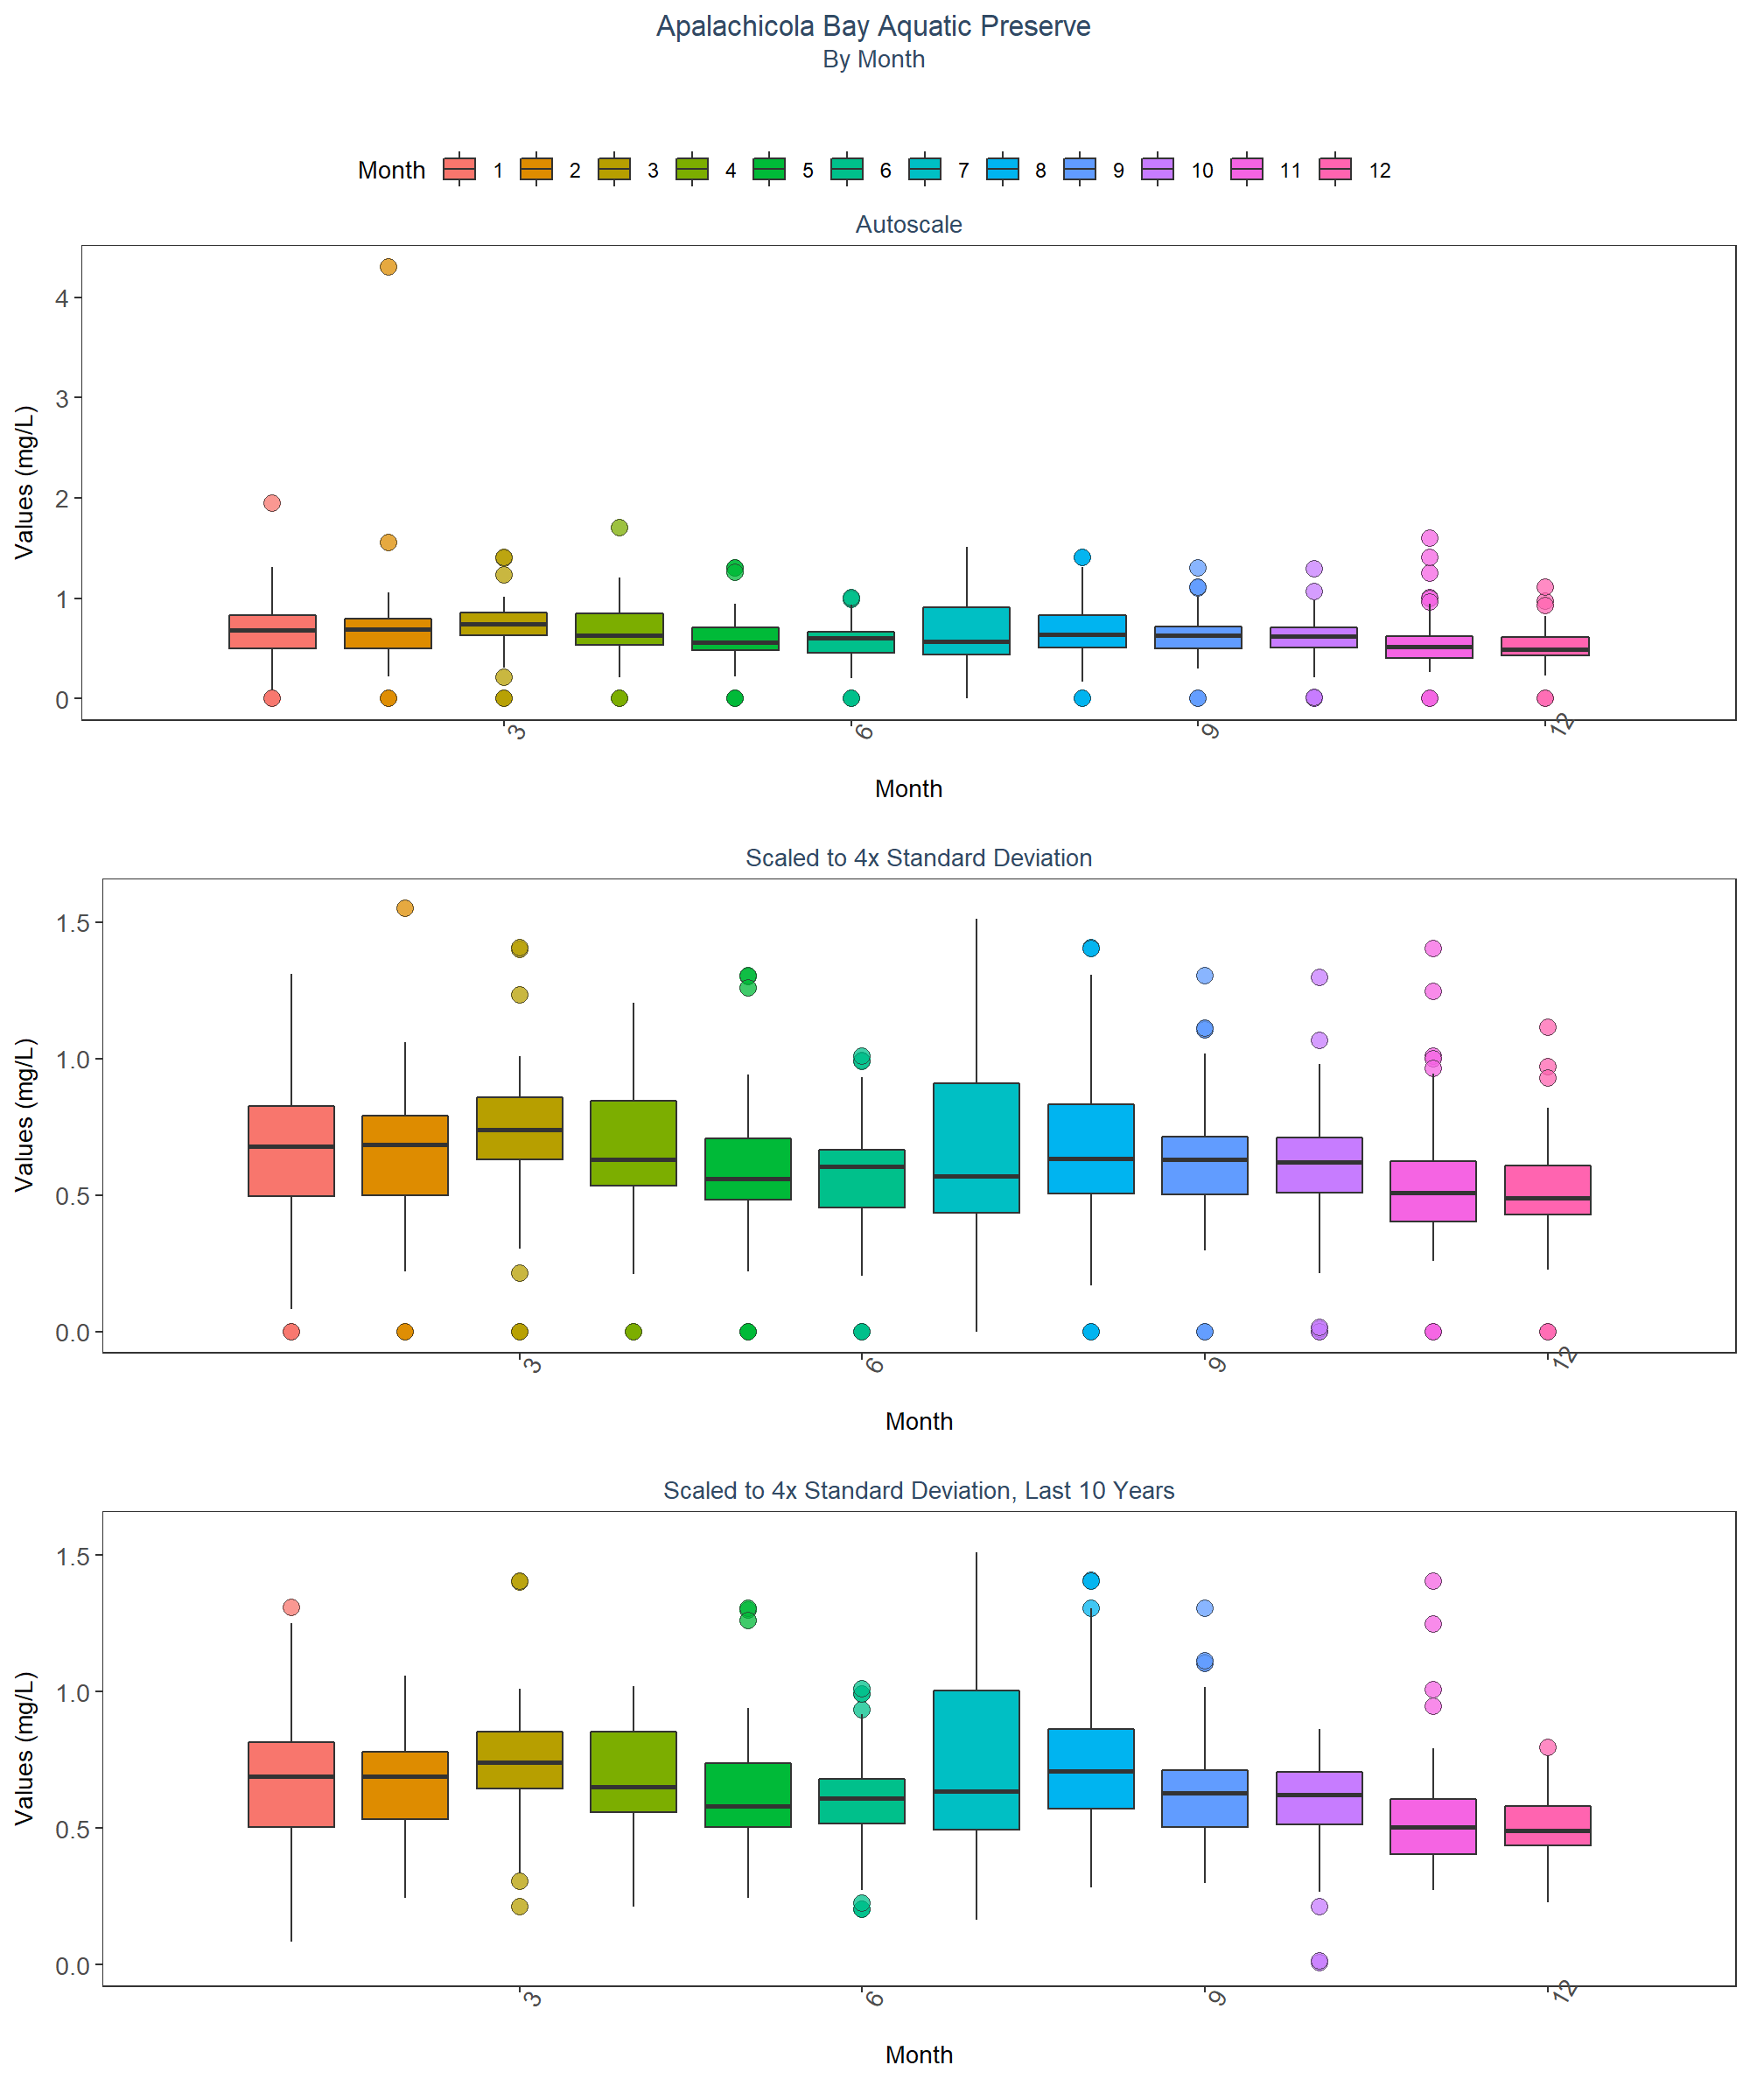 Apalachicola Bay Aquatic Preserve
By Month
Month 1 2 3 4 5 6 7 8 9 10 11 12
Autoscale
Values (mg/L)
4
3
2
1
0
3 6 9 12
Month
Scaled to 4x Standard Deviation
Values (mg/L)
1.5
1.0
0.5
0.0
3 6 9 12
Month
Scaled to 4x Standard Deviation, Last 10 Years
Values (mg/L)
1.5
1.0
0.5
0.0
3 6 9 12
Month